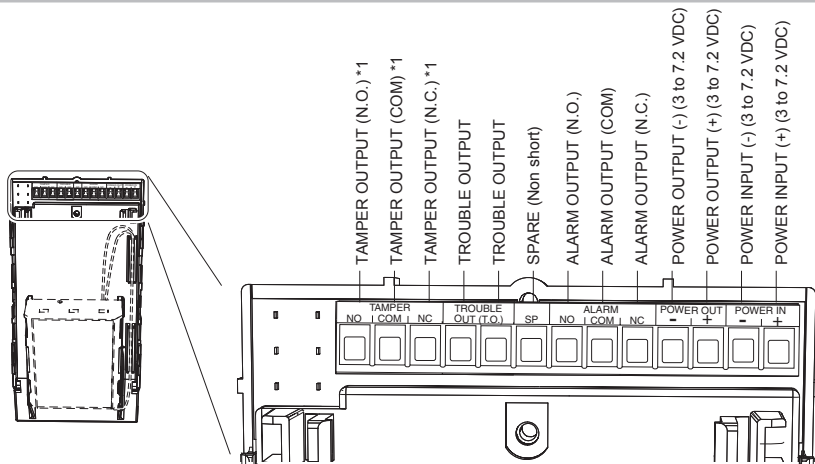 TAMPER OUTPUT (N.O.) *1
TAMPER OUTPUT (COM) *1
TAMPER OUTPUT (N.C.) *1
TROUBLE OUTPUT
TROUBLE OUTPUT
SPARE (Non short)
ALARM OUTPUT (N.O.)
ALARM OUTPUT (COM)
ALARM OUTPUT (N.C.)
POWER OUTPUT (-) (3 to 7.2 VDC)
POWER OUTPUT (+) (3 to 7.2 VDC)
POWER INPUT (-) (3 to 7.2 VDC)
POWER INPUT (+) (3 to 7.2 VDC)
TAMPER
NO COM NC
TROUBLE
OUT (T.O.)
SP
ALARM
NO COM NC
POWER OUT
- +
POWER IN
- +